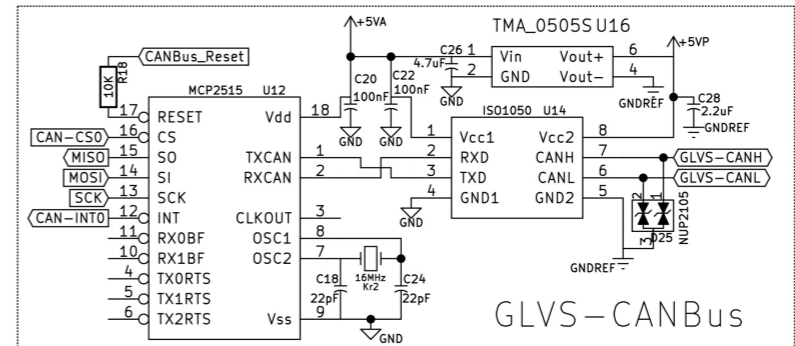 +5VA
TMA_0505S U16
CANBus_Reset
C26
4.7uF
1 Vin Vout+ 6
+5VP
2 GND Vout− 4
10K R18
MCP2515 U12
C20
100nF
C22
100nF
GND
GNDREF
C28
2.2uF
GNDREF
ISO1050 U14
17 RESET Vdd 18
GND GND
CAN-CS0 16 CS
1 Vcc1 Vcc2 8
MISO 15 SO TXCAN 1
2 RXD CANH 7 GLVS-CANH
MOSI 14 SI RXCAN 2
3 TXD CANL 6 GLVS-CANL
SCK 13 SCK
4 GND1 GND2 5
CAN-INT0 12 INT CLKOUT 3
GND
2 1
3 D25
NUP2105
11 RX0BF OSC1 8
10 RX1BF OSC2 7
GNDREF
4 TX0RTS
C18
22pF
16MHz
Kr2
C24
22pF
5 TX1RTS
6 TX2RTS Vss 9
GND
GLVS-CANBus